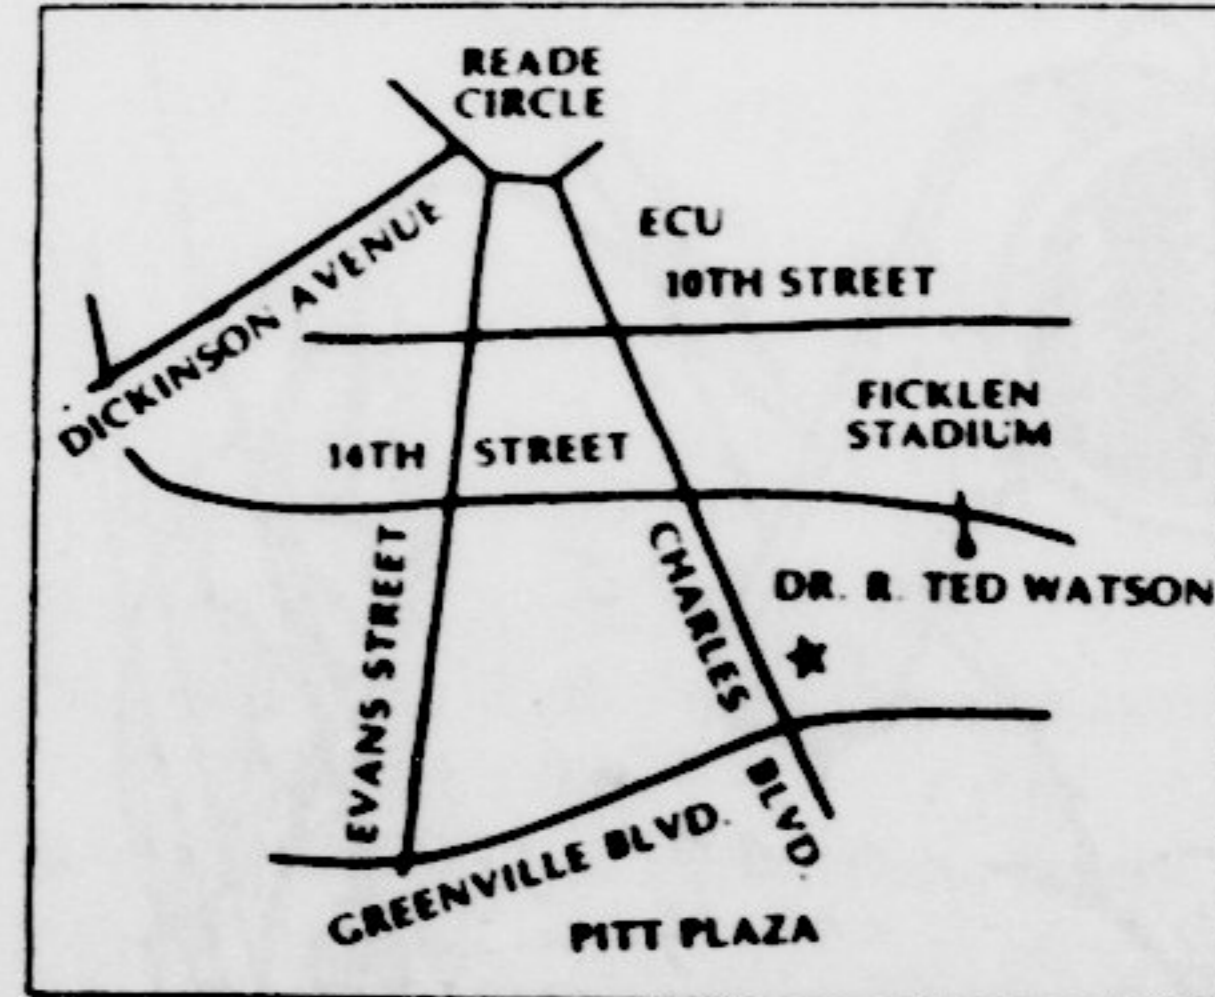 READE
CIRCLE
ECU
10TH STREET
DICKINSON AVENUE
FICKLEN
STADIUM
14TH STREET
CHARLES BLVD.
DR. R. TED WATSON
EVANS STREET
GREENVILLE BLVD.
PITT PLAZA